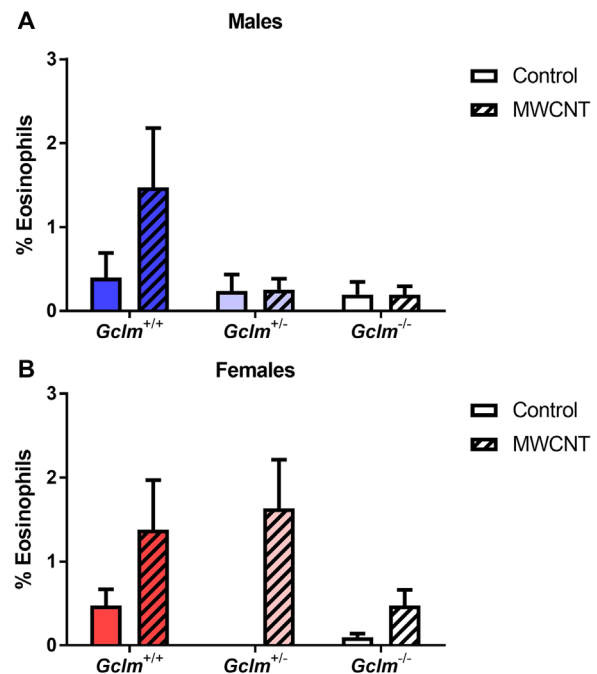 A
Males
3
2
1
0
% Eosinophils
Control
MWCNT
Gclm+/+ Gclm+/- Gclm-/-
B
Females
3
2
1
0
% Eosinophils
Control
MWCNT
Gclm+/+ Gclm+/- Gclm-/-